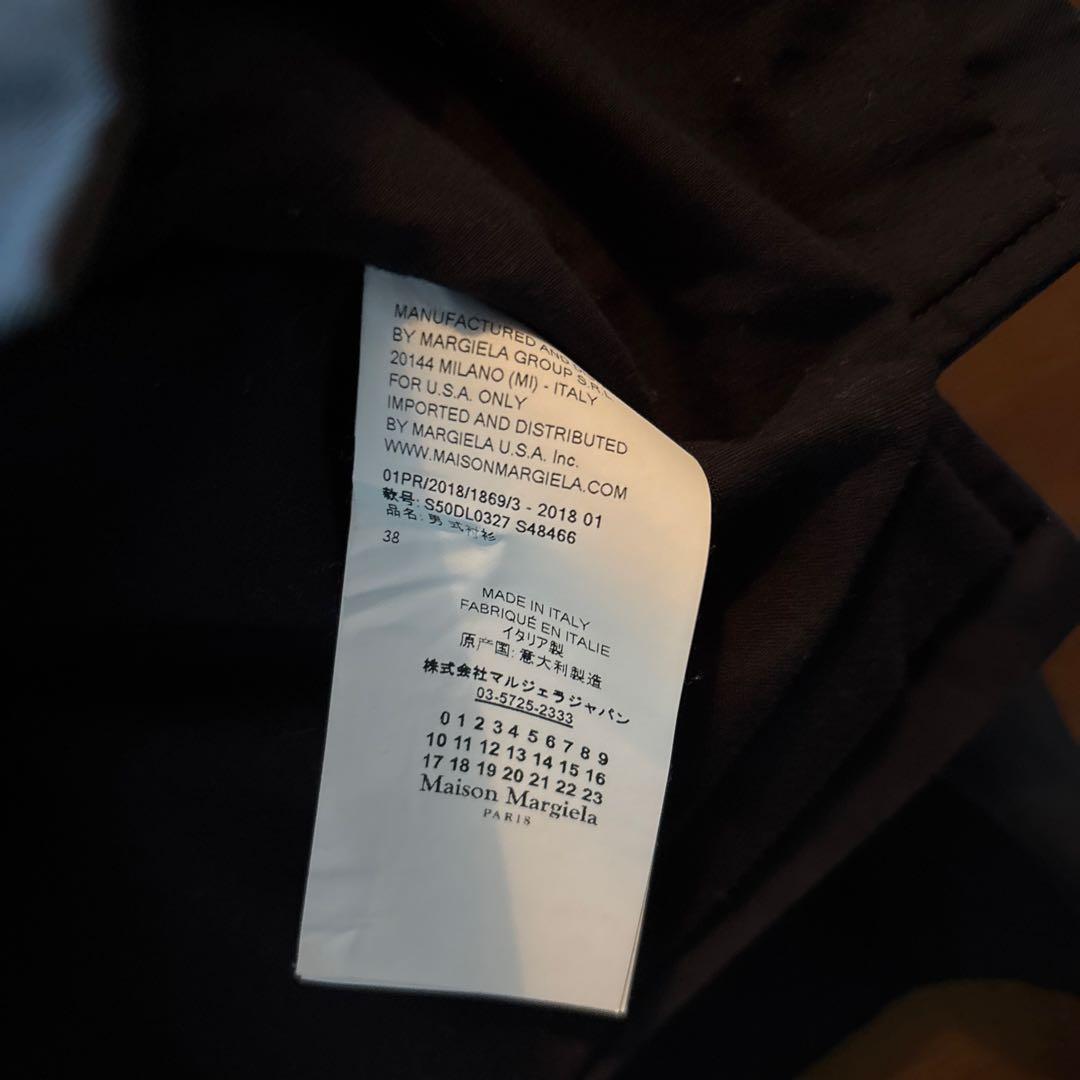 MANUFACTURED AND
BY MARGIELA GROUP S.R.L.
20144 MILANO (MI) - ITALY
FOR U.S.A. ONLY
IMPORTED AND DISTRIBUTED
BY MARGIELA U.S.A. Inc.
WWW.MAISONMARGIELA.COM
01PR/2018/1869/3 - 2018 01
款号: S50DL0327 S48466
品名: 男式衬衫
38
MADE IN ITALY
FABRIQUÉ EN ITALIE
イタリア製
原产国: 意大利製造
株式会社マルジェラジャパン
03-5725-2333
0 1 2 3 4 5 6 7 8 9
10 11 12 13 14 15 16
17 18 19 20 21 22 23
Maison Margiela
PARIS